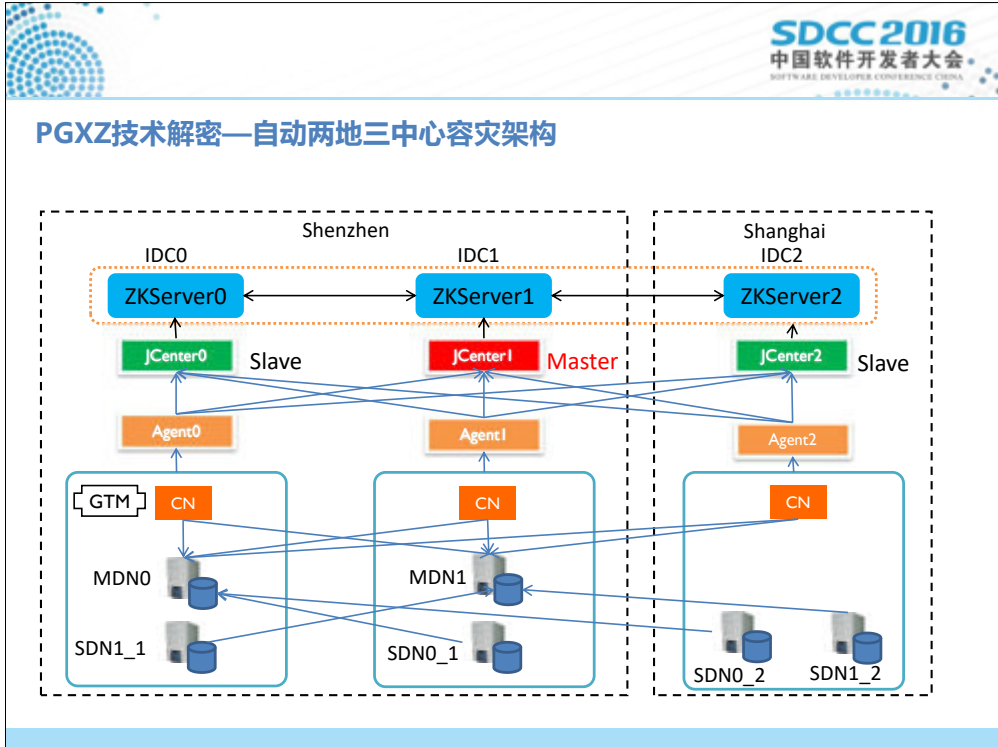 SDCC 2016
中国软件开发者大会
SOFTWARE DEVELOPER CONFERENCE CHINA
PGXZ技术解密—自动两地三中心容灾架构
Shenzhen
Shanghai
IDC0
IDC1
IDC2
ZKServer0
ZKServer1
ZKServer2
JCenter0
Slave
JCenter1
Master
JCenter2
Slave
Agent0
Agent1
Agent2
GTM
CN
CN
CN
MDN0
MDN1
SDN1_1
SDN0_1
SDN0_2
SDN1_2